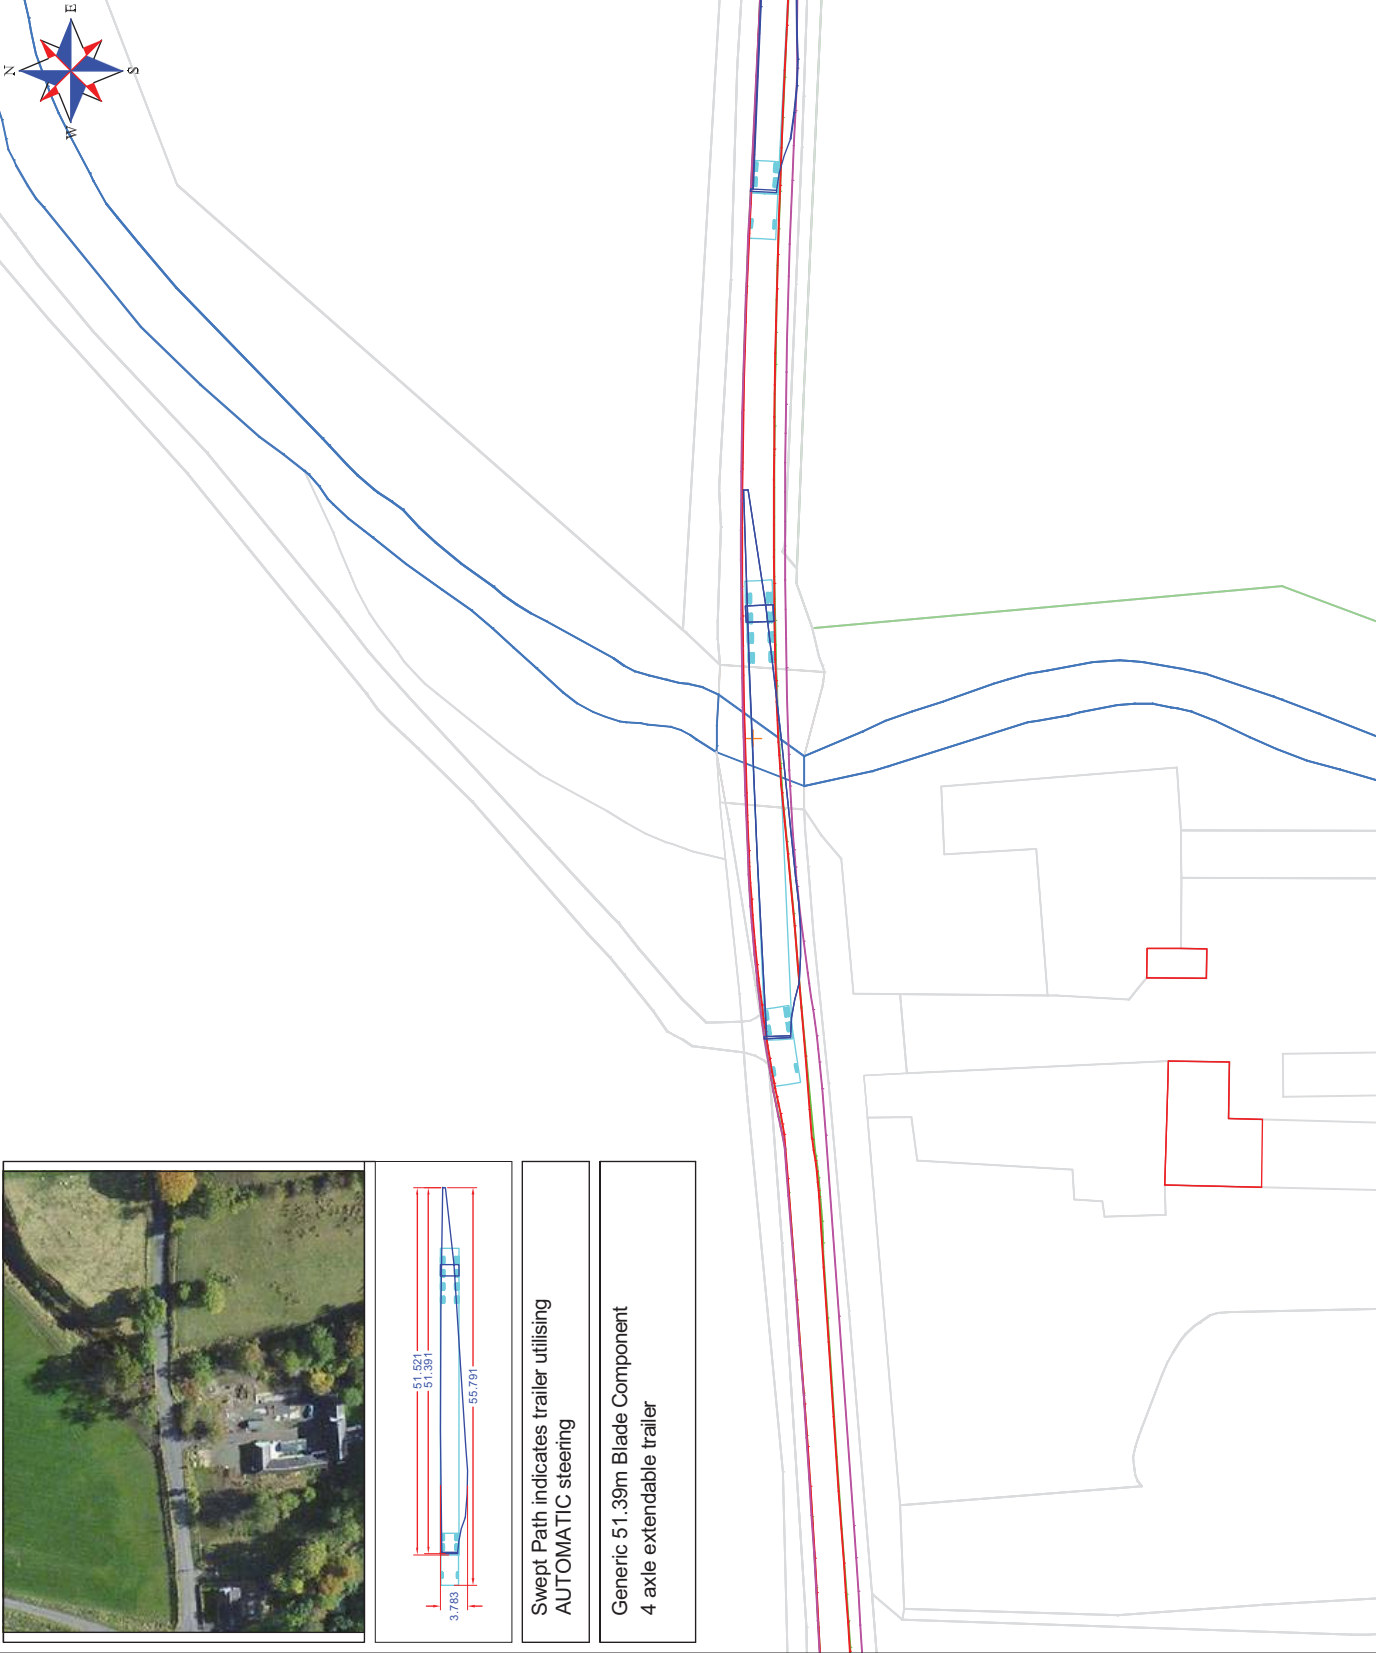 N
E
S
W
51.521
51.391
55.791
3.783
Swept Path indicates trailer utilising
AUTOMATIC steering
Generic 51.39m Blade Component
4 axle extendable trailer